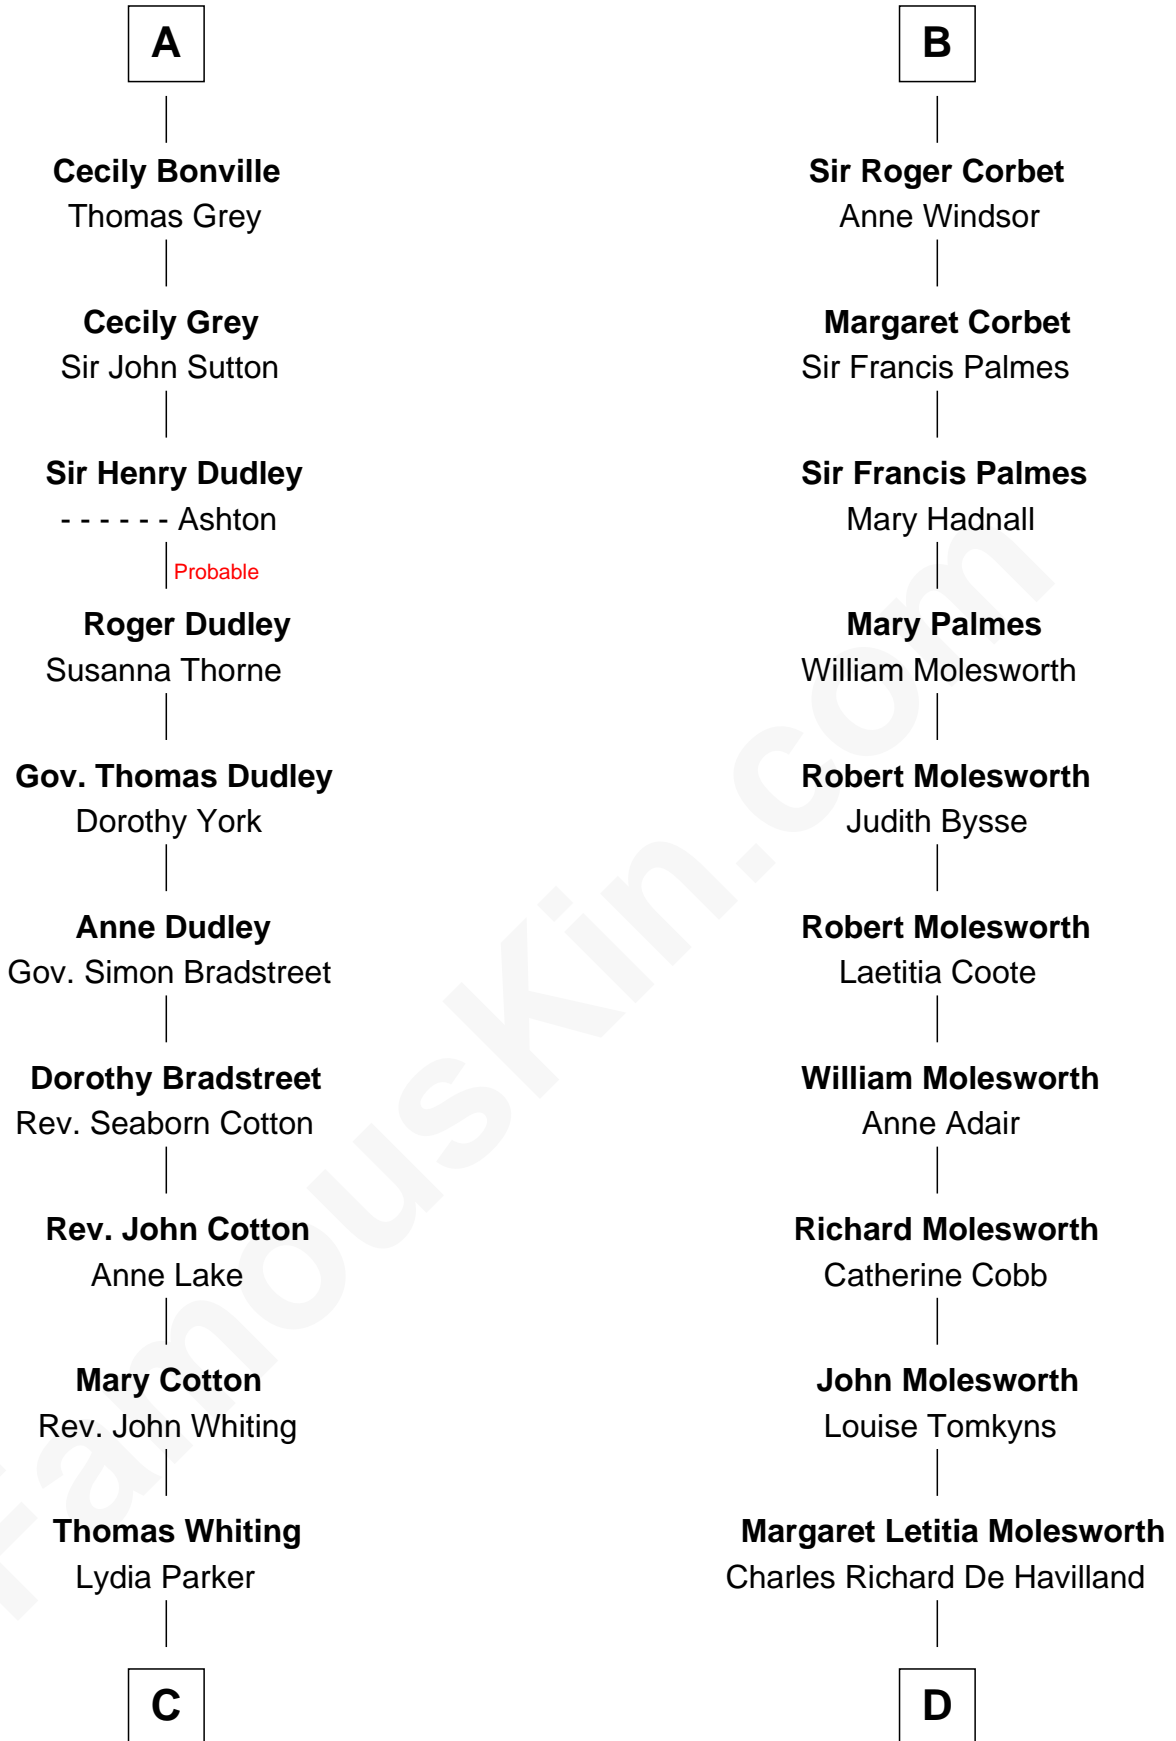 A
Cecily Bonville
Thomas Grey
Cecily Grey
Sir John Sutton
Sir Henry Dudley
- - - - - - Ashton
Probable
Roger Dudley
Susanna Thorne
Gov. Thomas Dudley
Dorothy York
Anne Dudley
Gov. Simon Bradstreet
Dorothy Bradstreet
Rev. Seaborn Cotton
Rev. John Cotton
Anne Lake
Mary Cotton
Rev. John Whiting
Thomas Whiting
Lydia Parker
C
B
Sir Roger Corbet
Anne Windsor
Margaret Corbet
Sir Francis Palmes
Sir Francis Palmes
Mary Hadnall
Mary Palmes
William Molesworth
Robert Molesworth
Judith Bysse
Robert Molesworth
Laetitia Coote
William Molesworth
Anne Adair
Richard Molesworth
Catherine Cobb
John Molesworth
Louise Tomkyns
Margaret Letitia Molesworth
Charles Richard De Havilland
D
FamousKin.com